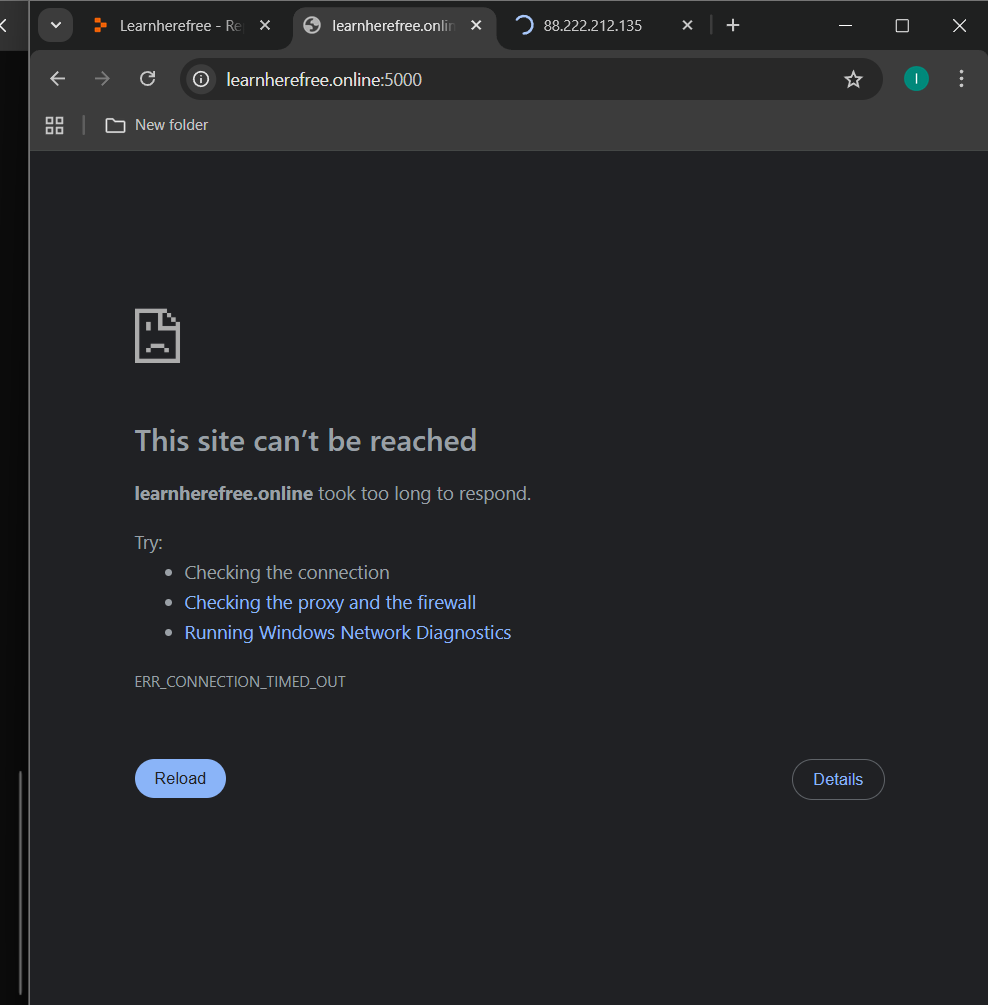 Learnherefree - Re
learnherefree.onlin
88.222.212.135
learnherefree.online:5000
I
New folder
This site can’t be reached
learnherefree.online took too long to respond.
Try:
Checking the connection
Checking the proxy and the firewall
Running Windows Network Diagnostics
ERR_CONNECTION_TIMED_OUT
Reload
Details